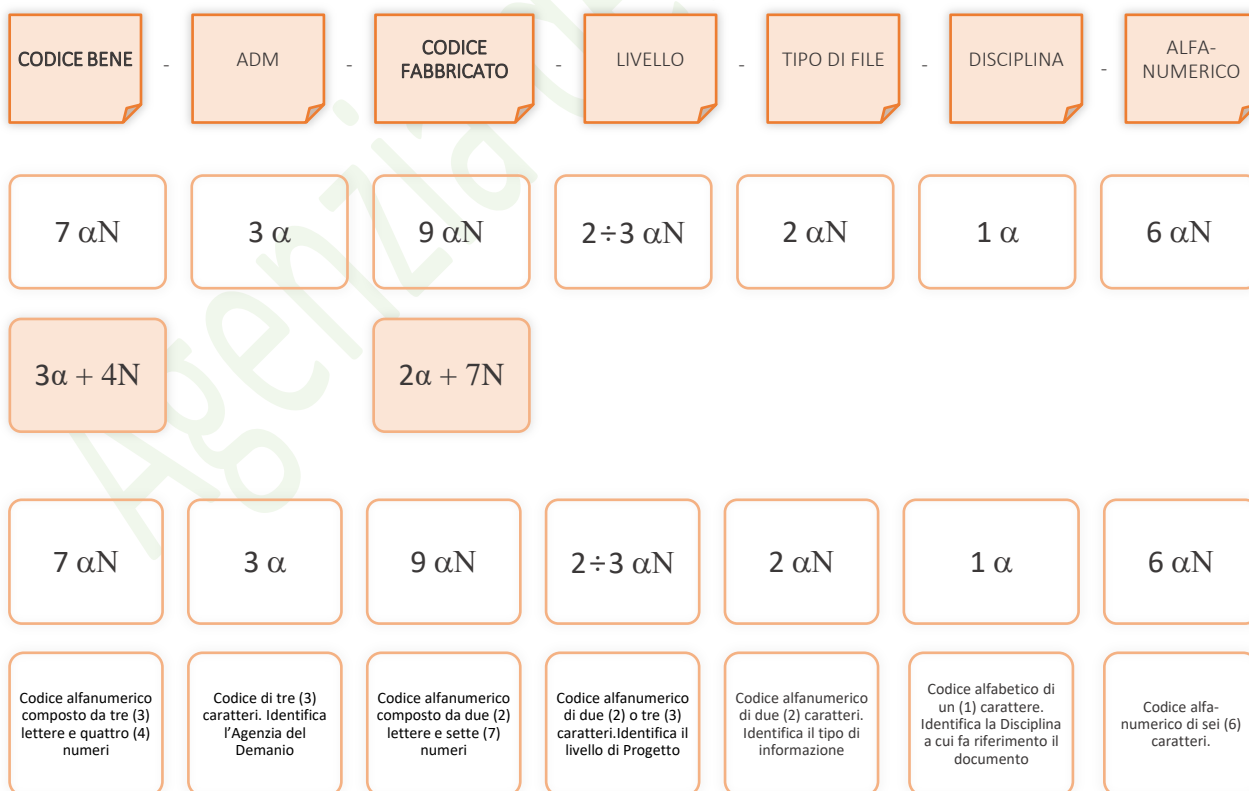 CODICE BENE - ADM - CODICE FABBRICATO - LIVELLO - TIPO DI FILE - DISCIPLINA - ALFA-NUMERICO
7 αN 3 α 9 αN 2÷3 αN 2 αN 1 α 6 αN
3α + 4N 2α + 7N
7 αN 3 α 9 αN 2÷3 αN 2 αN 1 α 6 αN
Codice alfanumerico
composto da tre (3)
lettere e quattro (4)
numeri
Codice di tre (3)
caratteri. Identifica
l'Agenzia del
Demanio
Codice alfanumerico
composto da due (2)
lettere e sette (7)
numeri
Codice alfanumerico
di due (2) o tre (3)
caratteri.Identifica il
livello di Progetto
Codice alfanumerico
di due (2) caratteri.
Identifica il tipo di
informazione
Codice alfabetico di
un (1) carattere.
Identifica la Disciplina
a cui fa riferimento il
documento
Codice alfa-
numerico di sei (6)
caratteri.
Agenzia